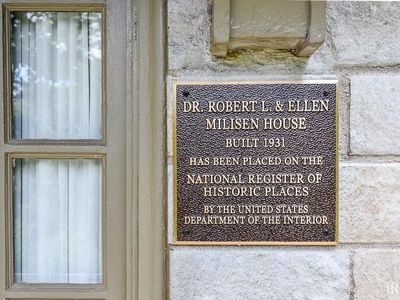 DR. ROBERT L. & ELLEN
MILISEN HOUSE
BUILT 1931
HAS BEEN PLACED ON THE
NATIONAL REGISTER OF
HISTORIC PLACES
BY THE UNITED STATES
DEPARTMENT OF THE INTERIOR